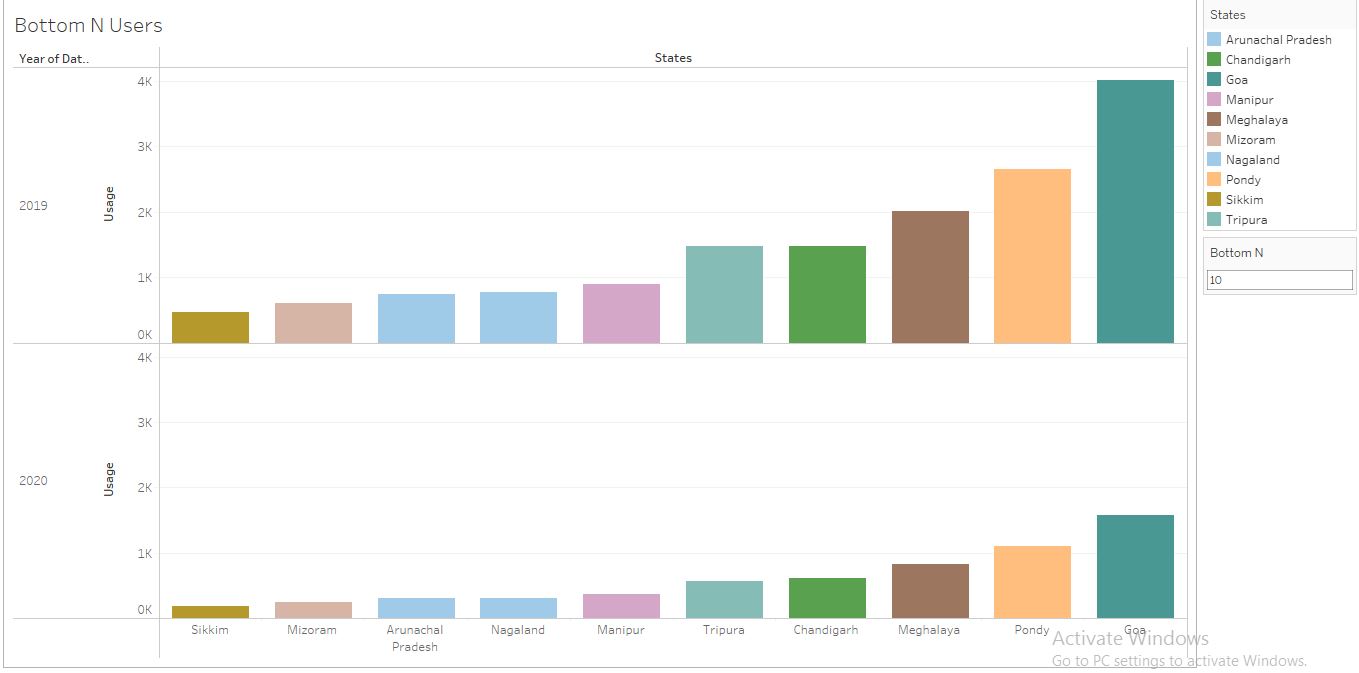 Bottom N Users
Year of Dat..
States
4K
3K
2K
1K
0K
Usage
2019
4K
3K
2K
1K
0K
Usage
2020
Sikkim
Mizoram
Arunachal
Pradesh
Nagaland
Manipur
Tripura
Chandigarh
Meghalaya
Pondy
Goa
States
Arunachal Pradesh
Chandigarh
Goa
Manipur
Meghalaya
Mizoram
Nagaland
Pondy
Sikkim
Tripura
Bottom N
10
Activate Windows
Go to PC settings to activate Windows.